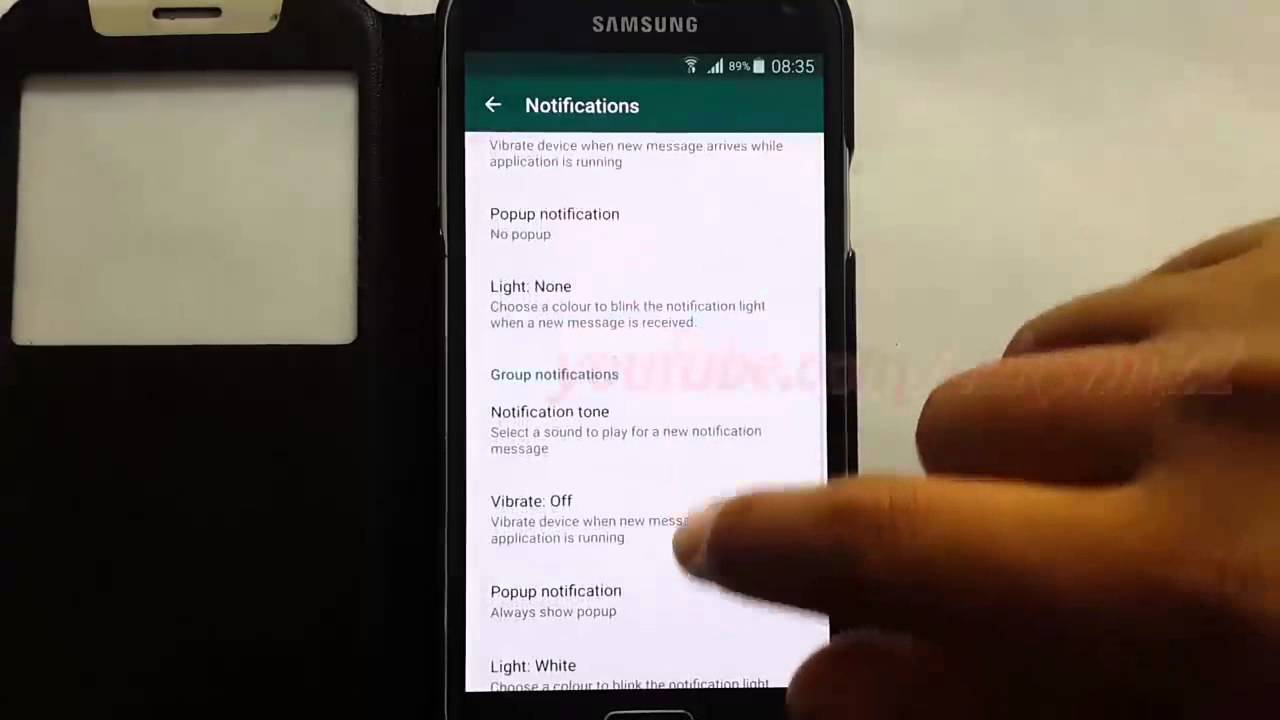 SAMSUNG
89% 08:35
Notifications
Vibrate device when new message arrives while
application is running
Popup notification
No popup
Light: None
Choose a colour to blink the notification light
when a new message is received.
Group notifications
Notification tone
Select a sound to play for a new notification
message
Vibrate: Off
Vibrate device when new messa
application is running
Popup notification
Always show popup
Light: White
Choose a colour to blink the notification light
youtube.com/